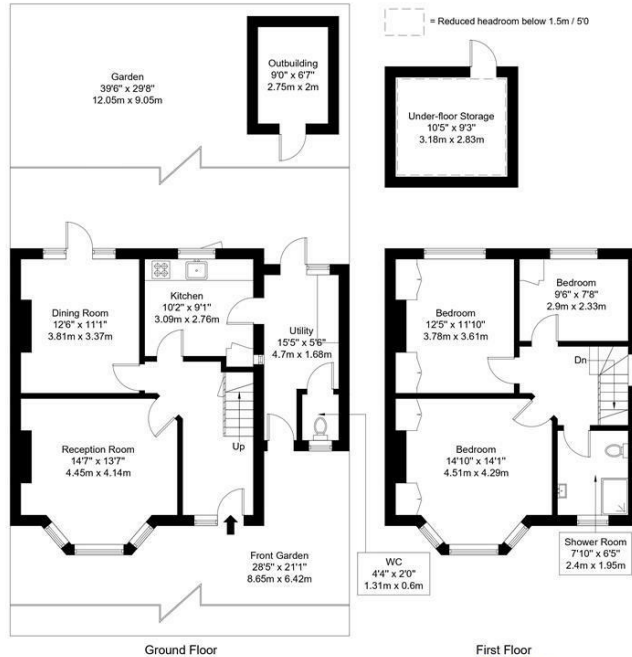 = Reduced headroom below 1.5m / 5'0
Garden
39'6" x 29'8"
12.05m x 9.05m
Outbuilding
9'0" x 6'7"
2.75m x 2m
Under-floor Storage
10'5" x 9'3"
3.18m x 2.83m
Dining Room
12'6" x 11'1"
3.81m x 3.37m
Kitchen
10'2" x 9'1"
3.09m x 2.76m
Utility
15'5" x 5'6"
4.7m x 1.68m
Reception Room
14'7" x 13'7"
4.45m x 4.14m
Up
Front Garden
28'5" x 21'1"
8.65m x 6.42m
WC
4'4" x 2'0"
1.31m x 0.6m
Bedroom
12'5" x 11'10"
3.78m x 3.61m
Bedroom
9'6" x 7'8"
2.9m x 2.33m
Dn
Bedroom
14'10" x 14'1"
4.51m x 4.29m
Shower Room
7'10" x 6'5"
2.4m x 1.95m
Ground Floor
First Floor